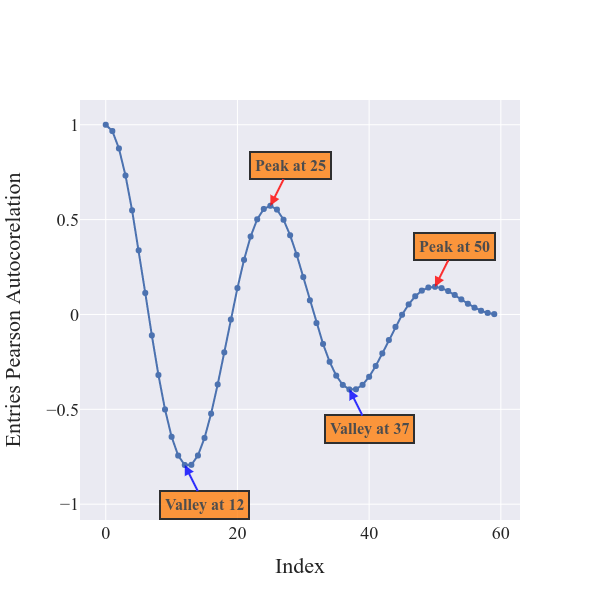 Entries Pearson Autocorelation
1
0.5
0
−0.5
−1
Peak at 25
Peak at 50
Valley at 37
Valley at 12
0
20
40
60
Index